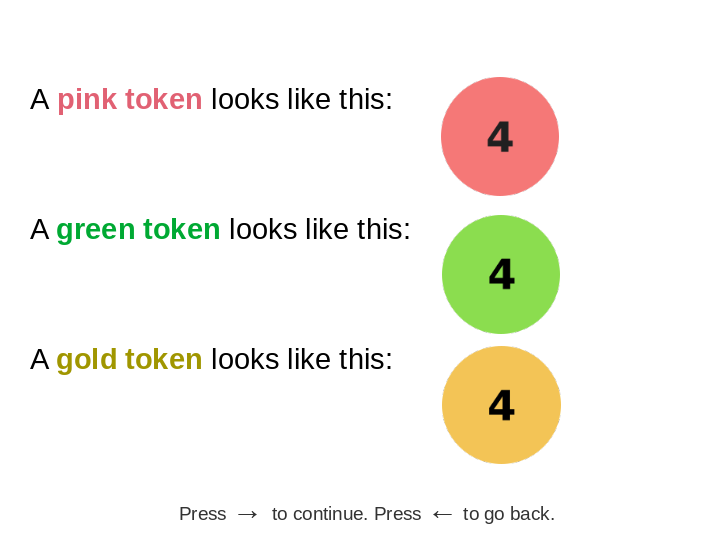 A pink token looks like this:
4
A green token looks like this:
4
A gold token looks like this:
4
Press → to continue. Press ← to go back.